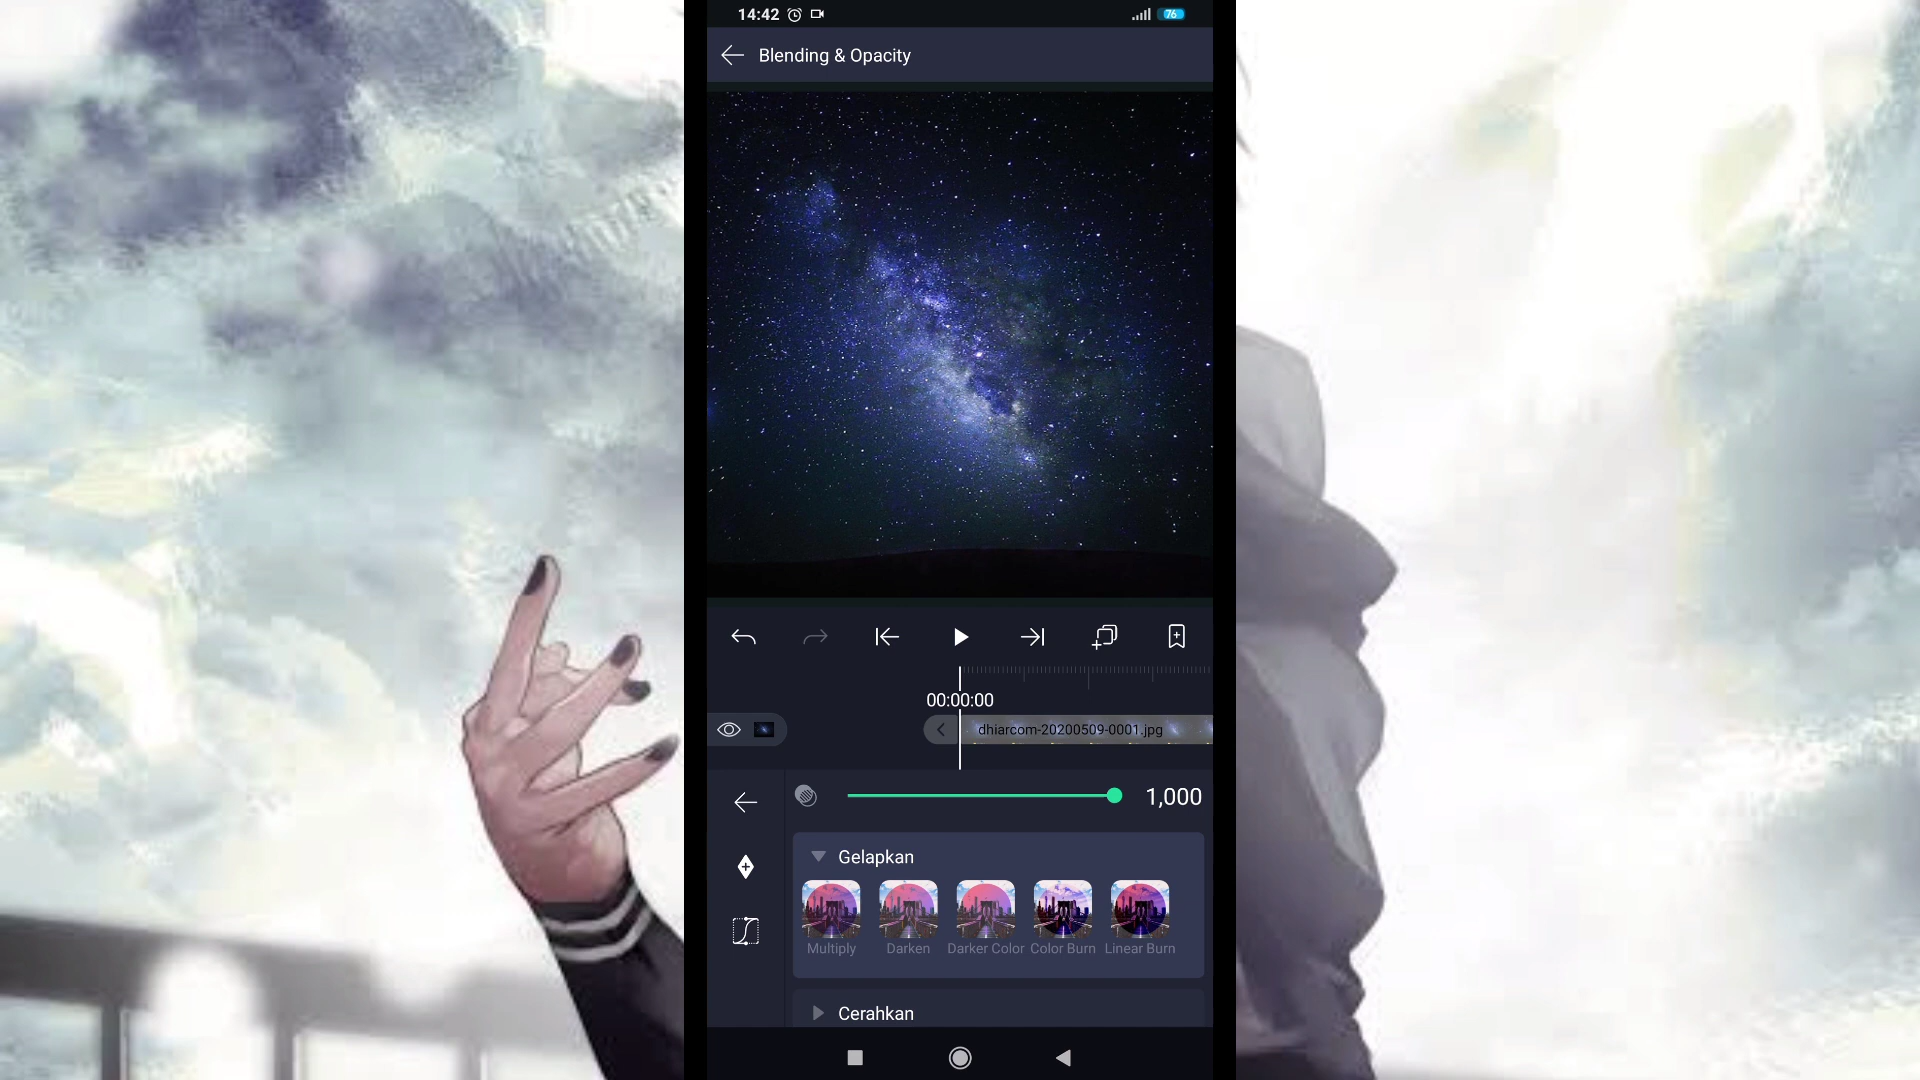 14:42
76
Blending & Opacity
00:00:00
dhiarcom-20200509-0001.jpg
1,000
Gelapkan
Multiply Darken Darker Color Color Burn Linear Burn
Cerahkan